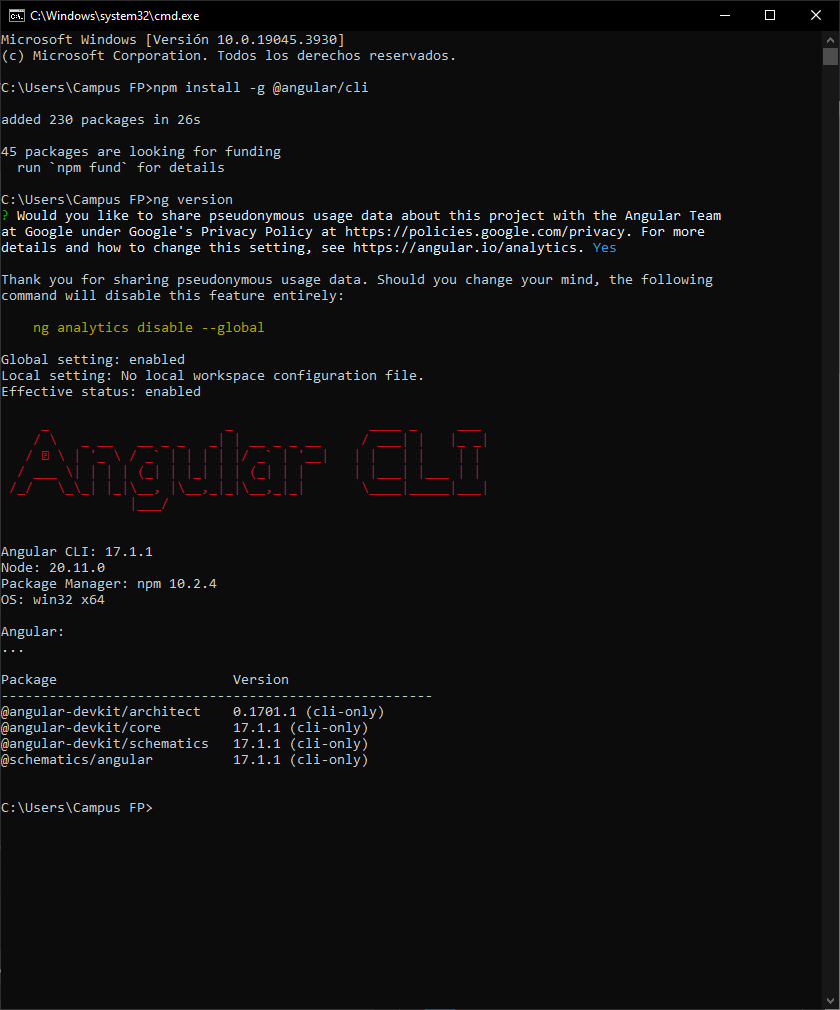 C:\Windows\system32\cmd.exe
Microsoft Windows [Versión 10.0.19045.3930]
(c) Microsoft Corporation. Todos los derechos reservados.
C:\Users\Campus FP>npm install -g @angular/cli
added 230 packages in 26s
45 packages are looking for funding
  run `npm fund` for details
C:\Users\Campus FP>ng version
? Would you like to share pseudonymous usage data about this project with the Angular Team
at Google under Google's Privacy Policy at https://policies.google.com/privacy. For more
details and how to change this setting, see https://angular.io/analytics. Yes
Thank you for sharing pseudonymous usage data. Should you change your mind, the following
command will disable this feature entirely:
    ng analytics disable --global
Global setting: enabled
Local setting: No local workspace configuration file.
Effective status: enabled
Angular CLI
Angular CLI: 17.1.1
Node: 20.11.0
Package Manager: npm 10.2.4
OS: win32 x64
Angular:
...
Package                      Version
------------------------------------------------------
@angular-devkit/architect    0.1701.1 (cli-only)
@angular-devkit/core         17.1.1 (cli-only)
@angular-devkit/schematics   17.1.1 (cli-only)
@schematics/angular          17.1.1 (cli-only)
C:\Users\Campus FP>